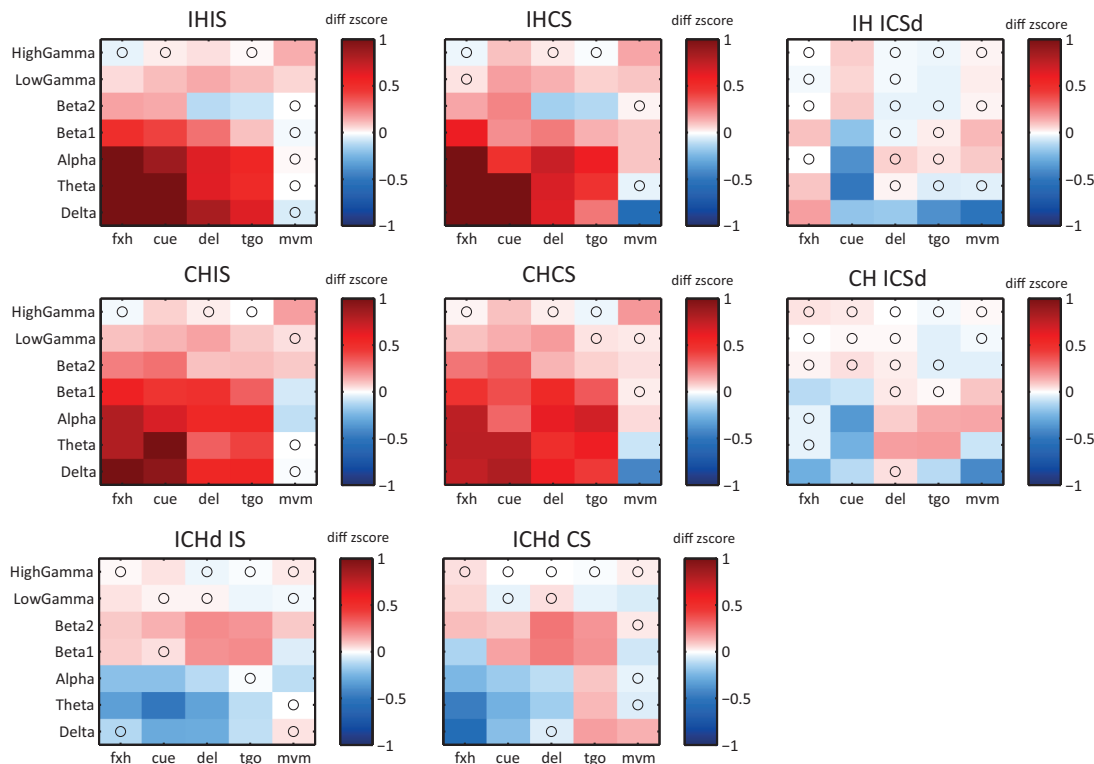 IHIS
diff zscore
IHCS
diff zscore
IH ICSd
diff zscore
HighGamma
LowGamma
Beta2
Beta1
Alpha
Theta
Delta
fxh cue del tgo mvm
1
0.5
0
−0.5
−1
fxh cue del tgo mvm
1
0.5
0
−0.5
−1
fxh cue del tgo mvm
1
0.5
0
−0.5
−1
CHIS
diff zscore
CHCS
diff zscore
CH ICSd
diff zscore
HighGamma
LowGamma
Beta2
Beta1
Alpha
Theta
Delta
fxh cue del tgo mvm
1
0.5
0
−0.5
−1
fxh cue del tgo mvm
1
0.5
0
−0.5
−1
fxh cue del tgo mvm
1
0.5
0
−0.5
−1
ICHd IS
diff zscore
ICHd CS
diff zscore
HighGamma
LowGamma
Beta2
Beta1
Alpha
Theta
Delta
fxh cue del tgo mvm
1
0.5
0
−0.5
−1
fxh cue del tgo mvm
1
0.5
0
−0.5
−1